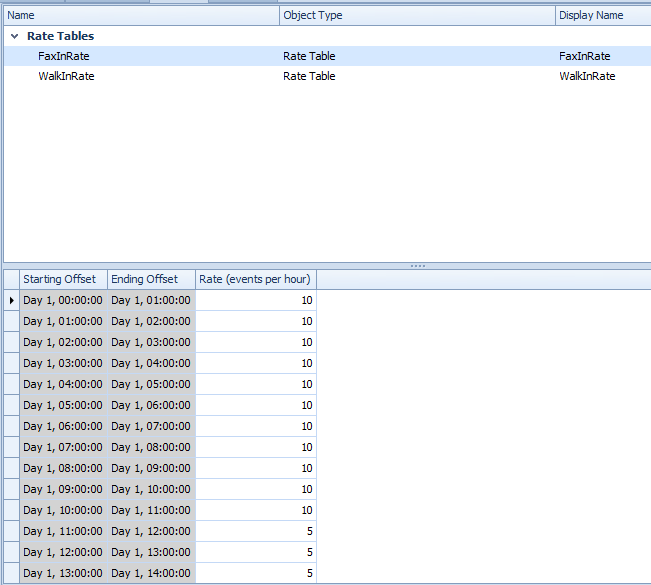 Name Object Type Display Name
Rate Tables
FaxInRate Rate Table FaxInRate
WalkInRate Rate Table WalkInRate
Starting Offset Ending Offset Rate (events per hour)
Day 1, 00:00:00 Day 1, 01:00:00 10
Day 1, 01:00:00 Day 1, 02:00:00 10
Day 1, 02:00:00 Day 1, 03:00:00 10
Day 1, 03:00:00 Day 1, 04:00:00 10
Day 1, 04:00:00 Day 1, 05:00:00 10
Day 1, 05:00:00 Day 1, 06:00:00 10
Day 1, 06:00:00 Day 1, 07:00:00 10
Day 1, 07:00:00 Day 1, 08:00:00 10
Day 1, 08:00:00 Day 1, 09:00:00 10
Day 1, 09:00:00 Day 1, 10:00:00 10
Day 1, 10:00:00 Day 1, 11:00:00 10
Day 1, 11:00:00 Day 1, 12:00:00 5
Day 1, 12:00:00 Day 1, 13:00:00 5
Day 1, 13:00:00 Day 1, 14:00:00 5